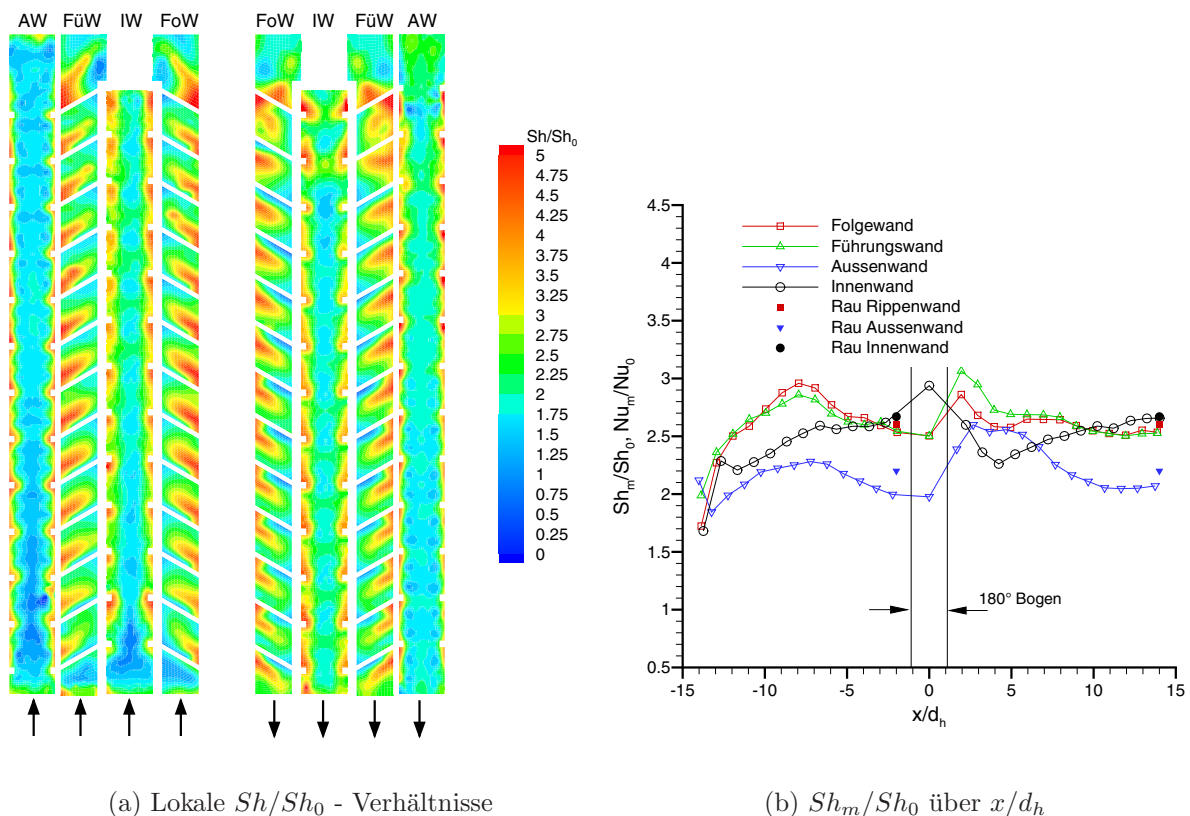 AW FüW IW FoW
FoW IW FüW AW
Sh/Sh0
5
4.75
4.5
4.25
4
3.75
3.5
3.25
3
2.75
2.5
2.25
2
1.75
1.5
1.25
1
0.75
0.5
0.25
0
(a) Lokale Sh/Sh0 - Verhältnisse
Shm/Sh0, Num/Nu0
4.5
4
3.5
3
2.5
2
1.5
1
0.5
Folgewand
Führungswand
Aussenwand
Innenwand
Rau Rippenwand
Rau Aussenwand
Rau Innenwand
180° Bogen
-15 -10 -5 0 5 10 15
x/dh
(b) Shm/Sh0 über x/dh